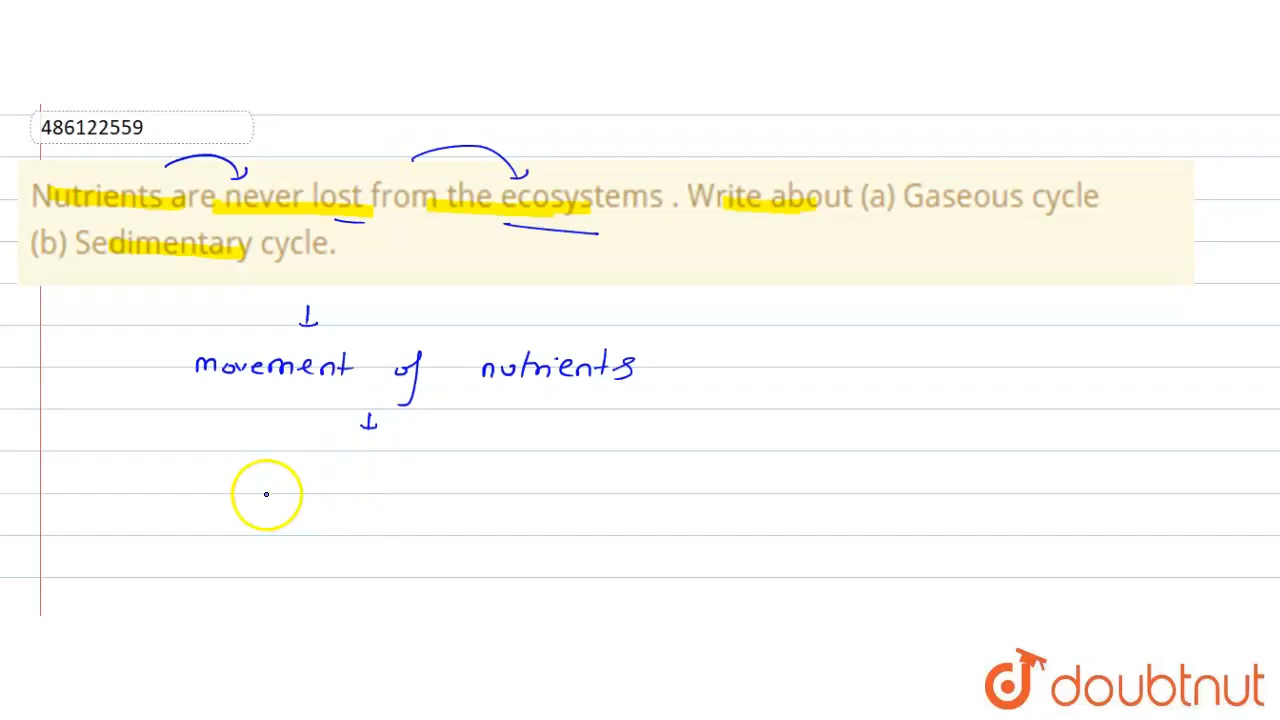 486122559
Nutrients are never lost from the ecosystems . Write about (a) Gaseous cycle
(b) Sedimentary cycle.
movement of nutrients
doubtnut